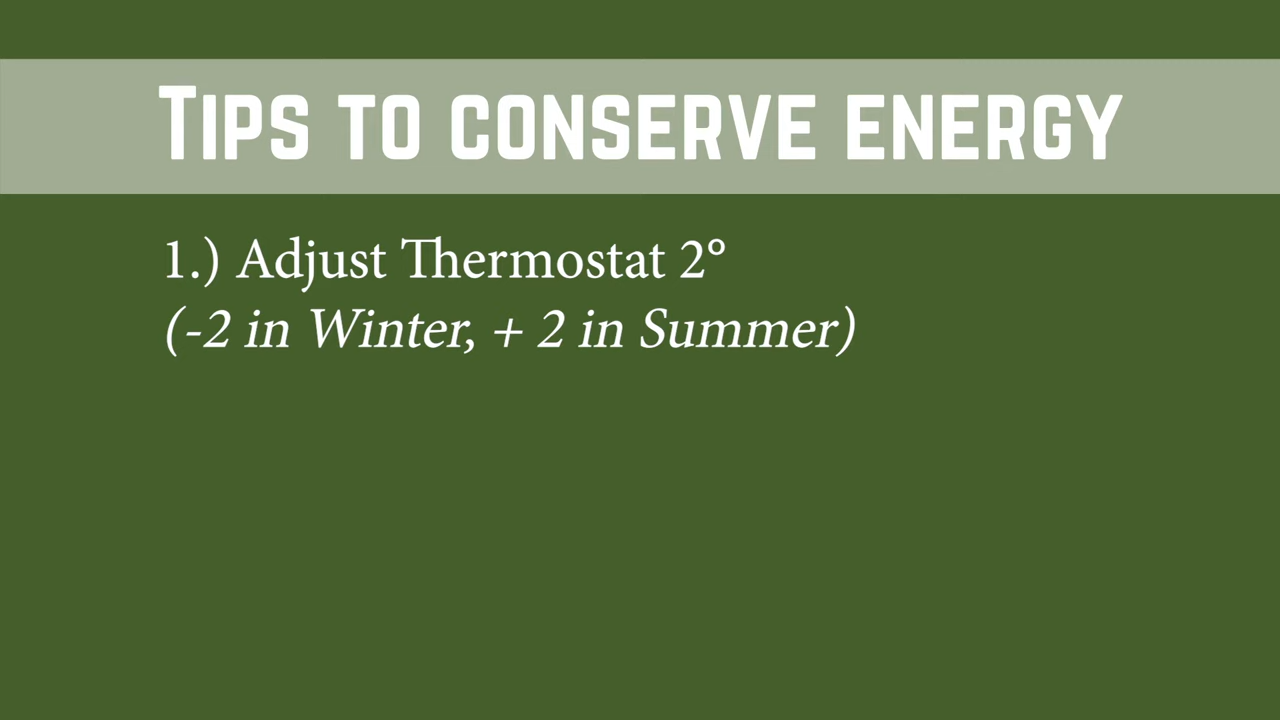 Tips to conserve energy
1.) Adjust Thermostat 2°
(-2 in Winter, + 2 in Summer)